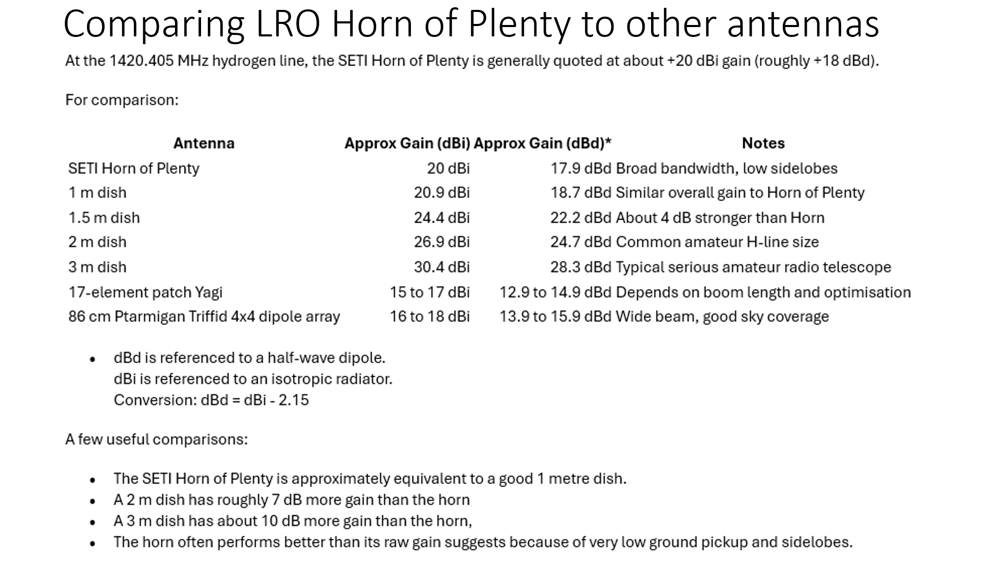 Comparing LRO Horn of Plenty to other antennas
At the 1420.405 MHz hydrogen line, the SETI Horn of Plenty is generally quoted at about +20 dBi gain (roughly +18 dBd).
For comparison:
Antenna Approx Gain (dBi) Approx Gain (dBd)* Notes
SETI Horn of Plenty 20 dBi 17.9 dBd Broad bandwidth, low sidelobes
1 m dish 20.9 dBi 18.7 dBd Similar overall gain to Horn of Plenty
1.5 m dish 24.4 dBi 22.2 dBd About 4 dB stronger than Horn
2 m dish 26.9 dBi 24.7 dBd Common amateur H-line size
3 m dish 30.4 dBi 28.3 dBd Typical serious amateur radio telescope
17-element patch Yagi 15 to 17 dBi 12.9 to 14.9 dBd Depends on boom length and optimisation
86 cm Ptarmigan Triffid 4x4 dipole array 16 to 18 dBi 13.9 to 15.9 dBd Wide beam, good sky coverage
• dBd is referenced to a half-wave dipole.
dBi is referenced to an isotropic radiator.
Conversion: dBd = dBi - 2.15
A few useful comparisons:
• The SETI Horn of Plenty is approximately equivalent to a good 1 metre dish.
• A 2 m dish has roughly 7 dB more gain than the horn
• A 3 m dish has about 10 dB more gain than the horn,
• The horn often performs better than its raw gain suggests because of very low ground pickup and sidelobes.